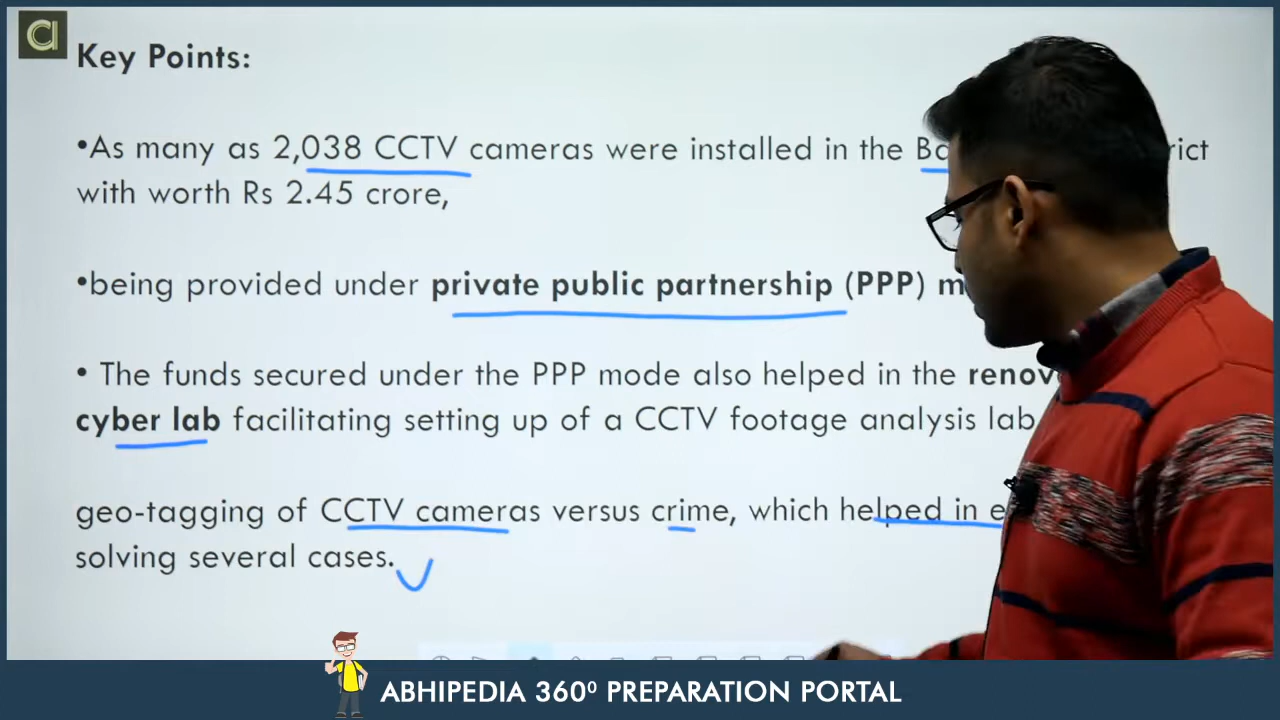 a
Key Points:
•As many as 2,038 CCTV cameras were installed in the
with worth Rs 2.45 crore,
•being provided under private public partnership (PPP)
• The funds secured under the PPP mode also helped in the
cyber lab facilitating setting up of a CCTV footage analysis lab
geo-tagging of CCTV cameras versus crime, which helped in
solving several cases.
ABHIPEDIA 360⁰ PREPARATION PORTAL